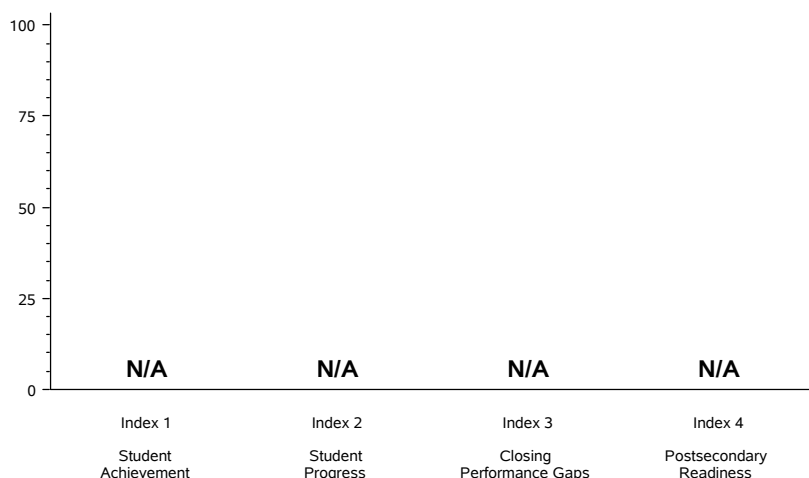 100
75
50
25
0
N/A N/A N/A N/A
Index 1 Index 2 Index 3 Index 4
Student Student Closing Postsecondary
Achievement Progress Performance Gaps Readiness